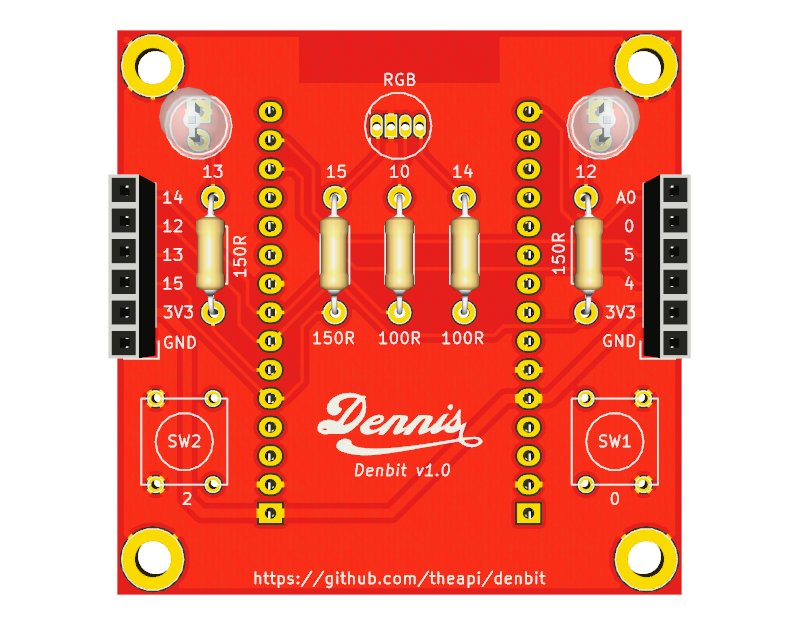 RGB
13
15
10
14
12
14
12
13
15
3V3
GND
150R
150R
100R
100R
150R
A0
0
5
4
3V3
GND
SW2
2
SW1
0
Dennis
Denbit v1.0
https://github.com/theapi/denbit